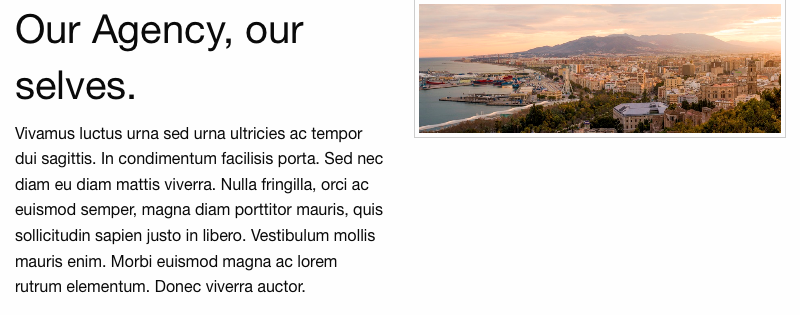 Our Agency, our
selves.
Vivamus luctus urna sed urna ultricies ac tempor
dui sagittis. In condimentum facilisis porta. Sed nec
diam eu diam mattis viverra. Nulla fringilla, orci ac
euismod semper, magna diam porttitor mauris, quis
sollicitudin sapien justo in libero. Vestibulum mollis
mauris enim. Morbi euismod magna ac lorem
rutrum elementum. Donec viverra auctor.